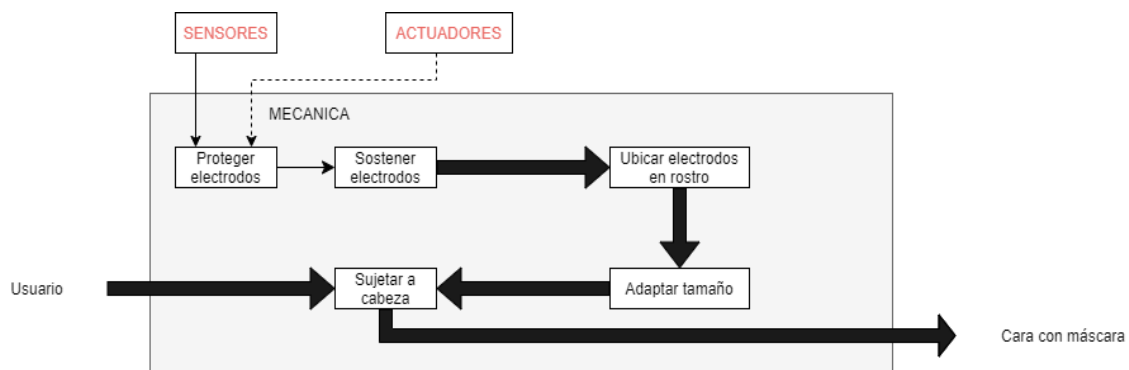 SENSORES
ACTUADORES
MECANICA
Proteger
electrodos
Sostener
electrodos
Ubicar electrodos
en rostro
Usuario
Sujetar a
cabeza
Adaptar tamaño
Cara con máscara